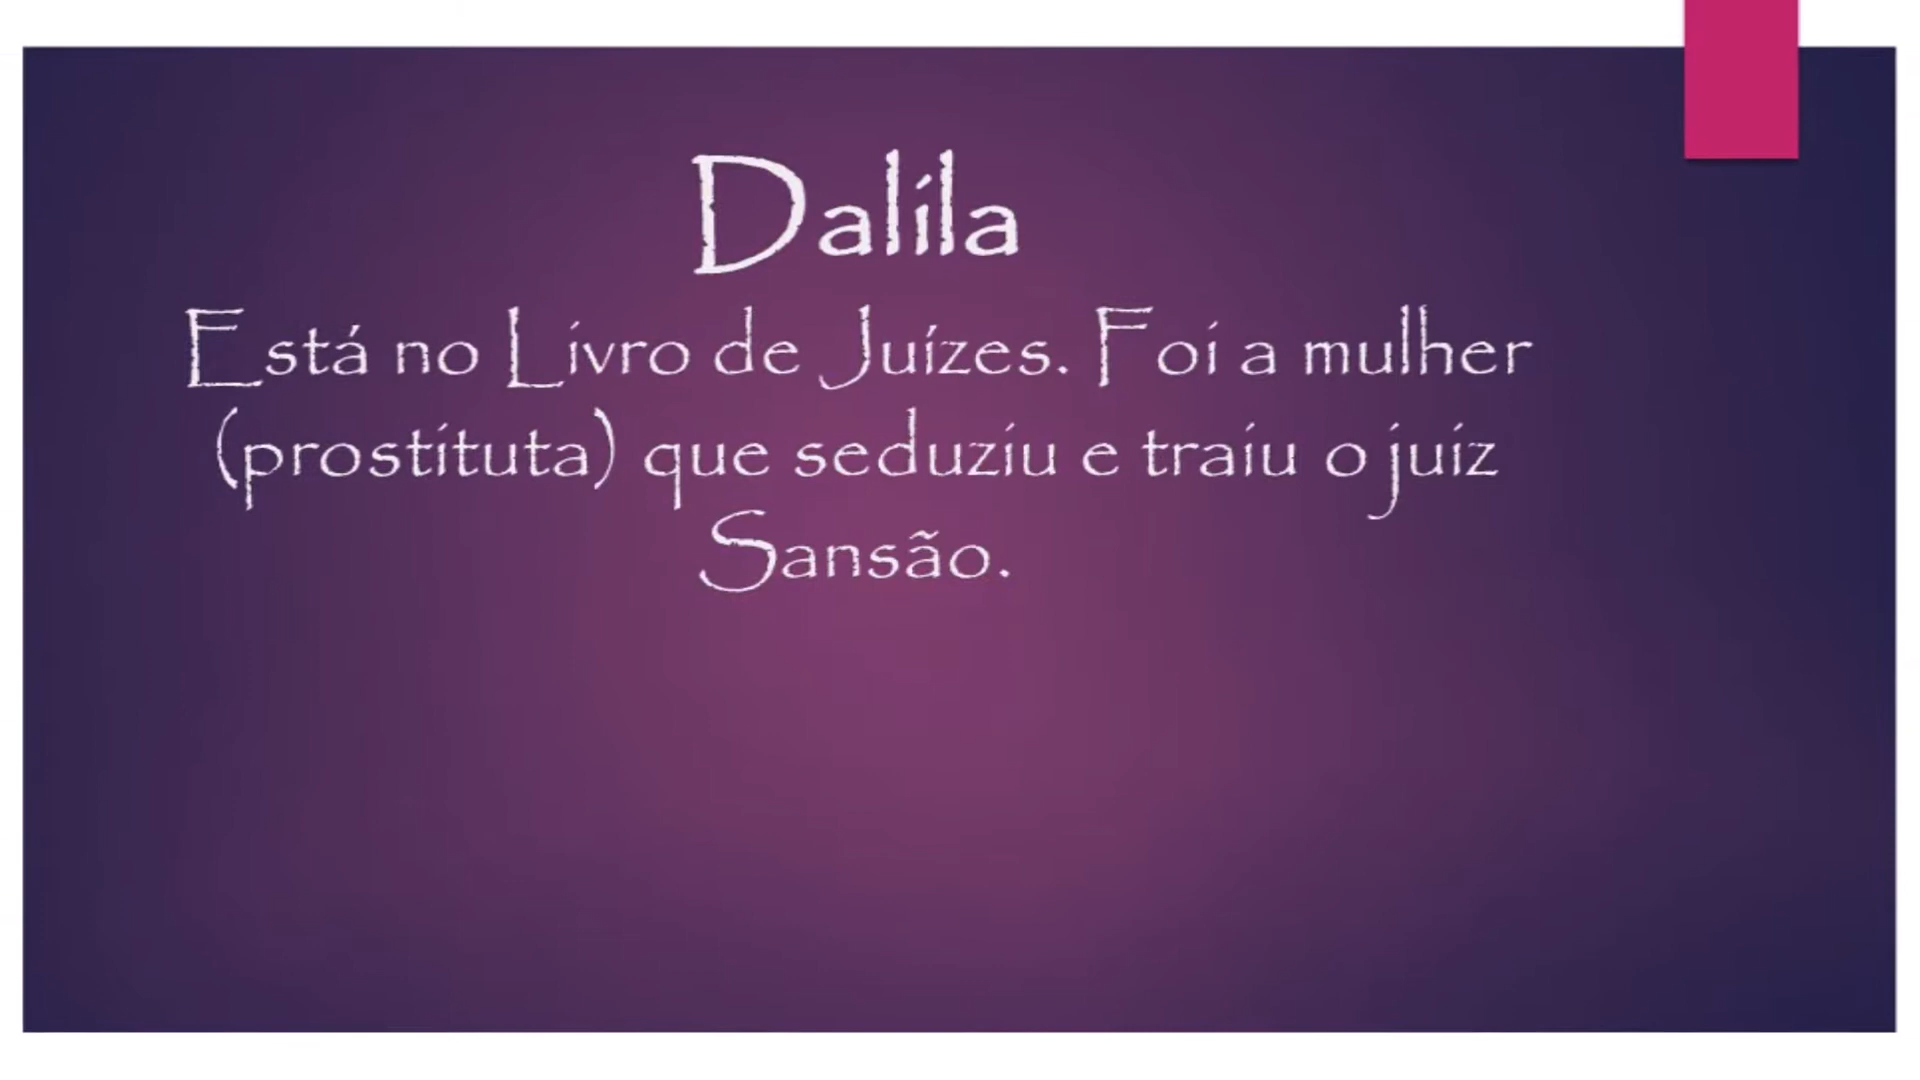 Dalila
Está no Livro de Juízes. Foi a mulher
(prostituta) que seduziu e traiu o juiz
Sansão.